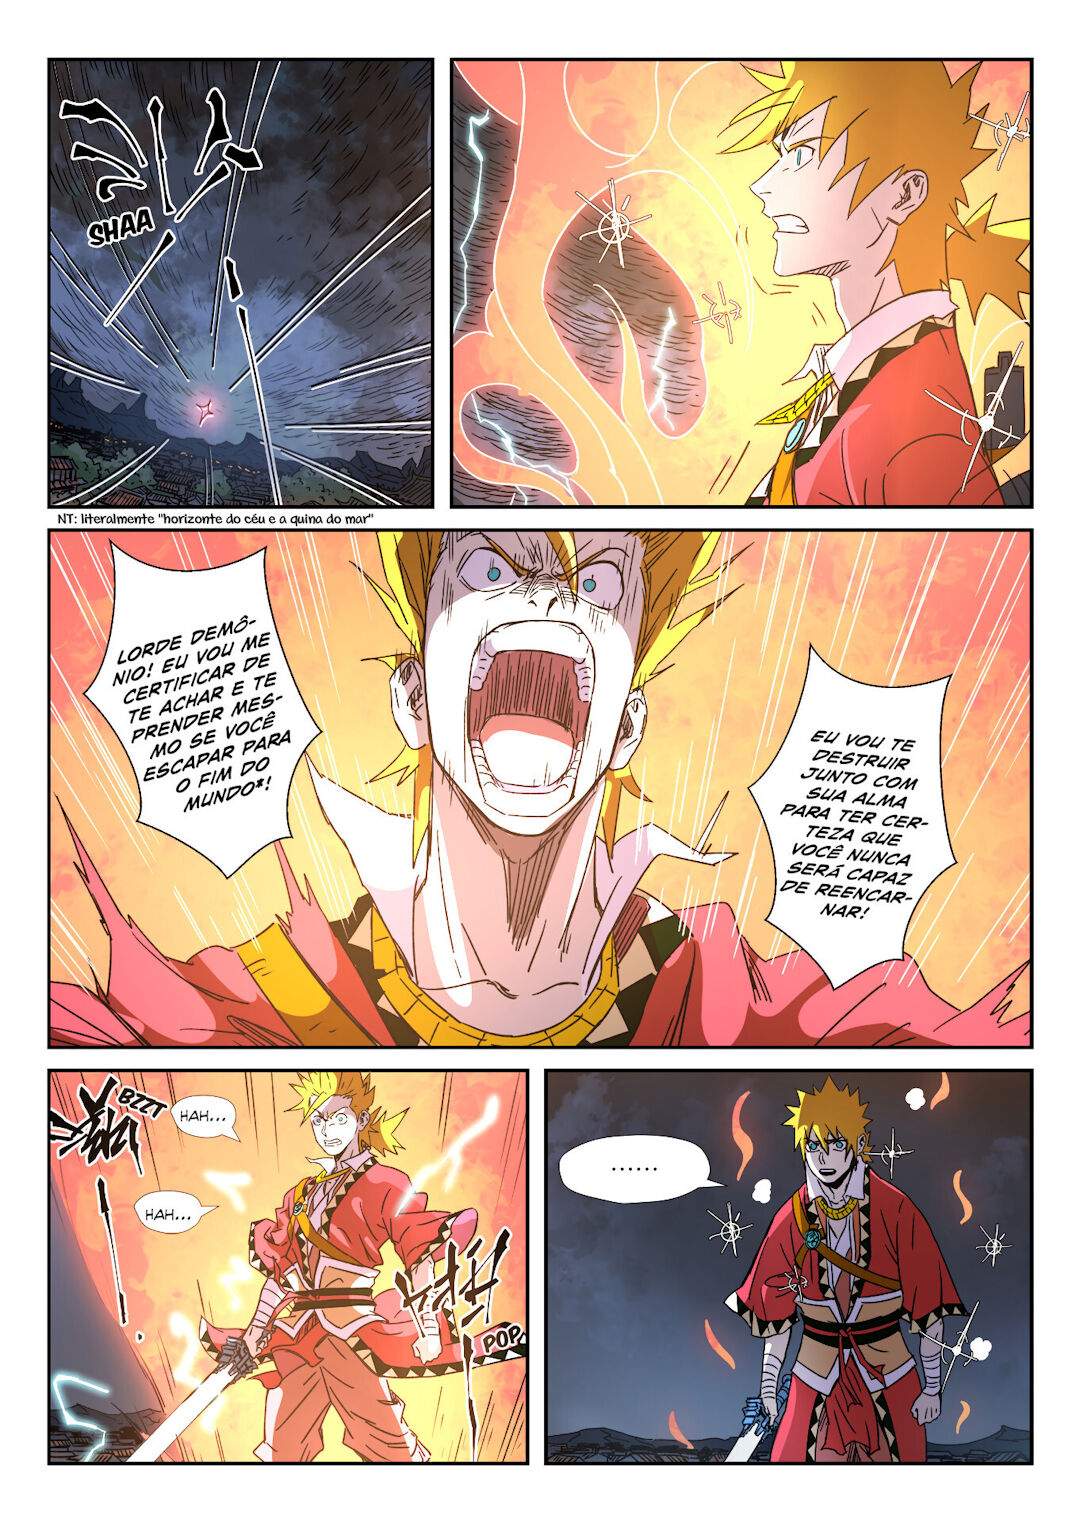 SHAA
NT: literalmente "horizonte do céu e a quina do mar"
LORDE DEMÔ-
NIO! EU VOU ME
CERTIFICAR DE
TE ACHAR E TE
PRENDER MES-
MO SE VOCÊ
ESCAPAR PARA
O FIM DO
MUNDO*!
EU VOU TE
DESTRUIR
JUNTO COM
SUA ALMA
PARA TER CER-
TEZA QUE
VOCÊ NUNCA
SERÁ CAPAZ
DE REENCAR-
NAR!
BZZT
HAH...
HAH...
POP
......